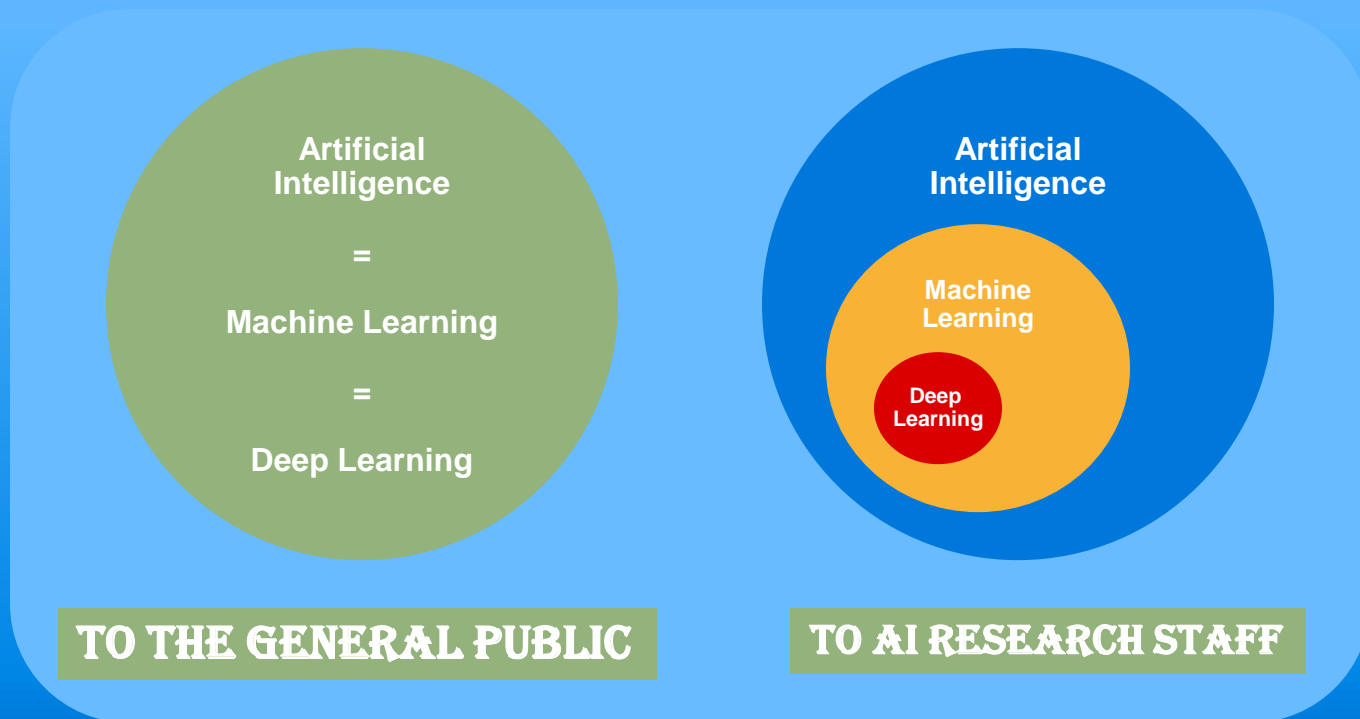 Artificial
Intelligence
=
Machine Learning
=
Deep Learning
TO THE GENERAL PUBLIC
Artificial
Intelligence
Machine
Learning
Deep
Learning
TO AI RESEARCH STAFF